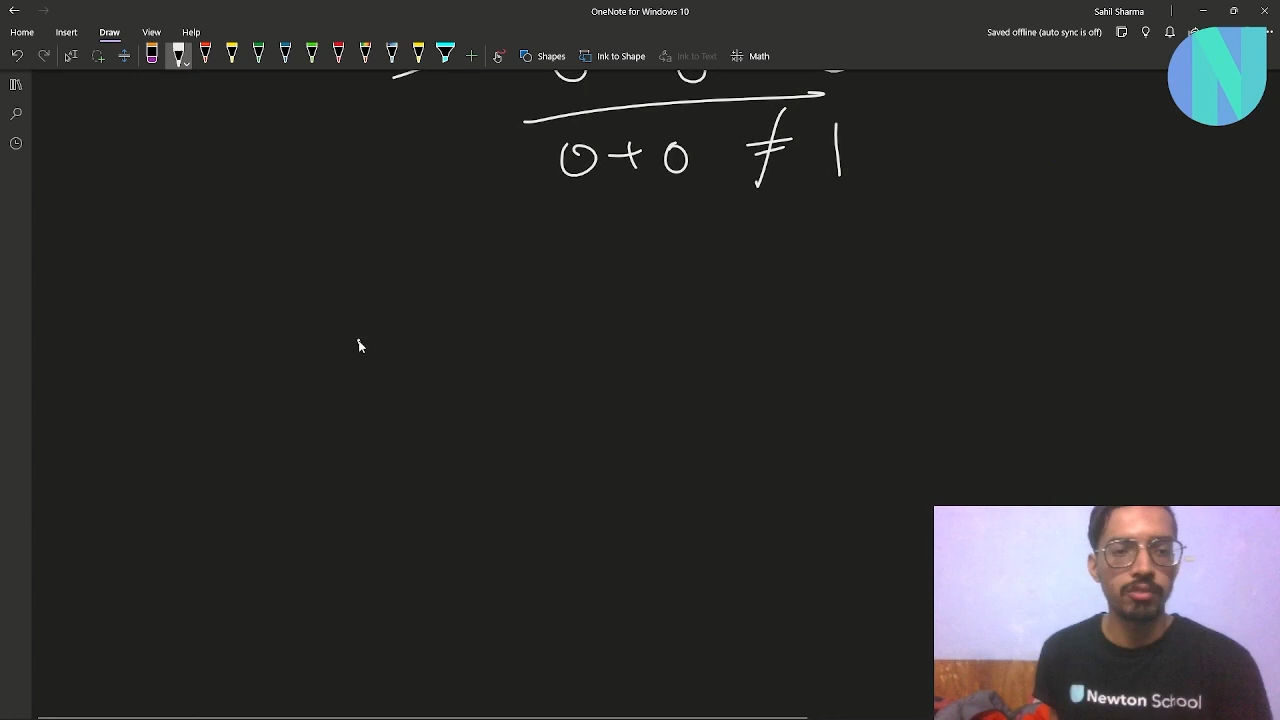 OneNote for Windows 10
Sahil Sharma
Home Insert Draw View Help
Saved offline (auto sync is off)
Shapes Ink to Shape Ink to Text Math
0 + 0 ≠ 1
N
Newton School